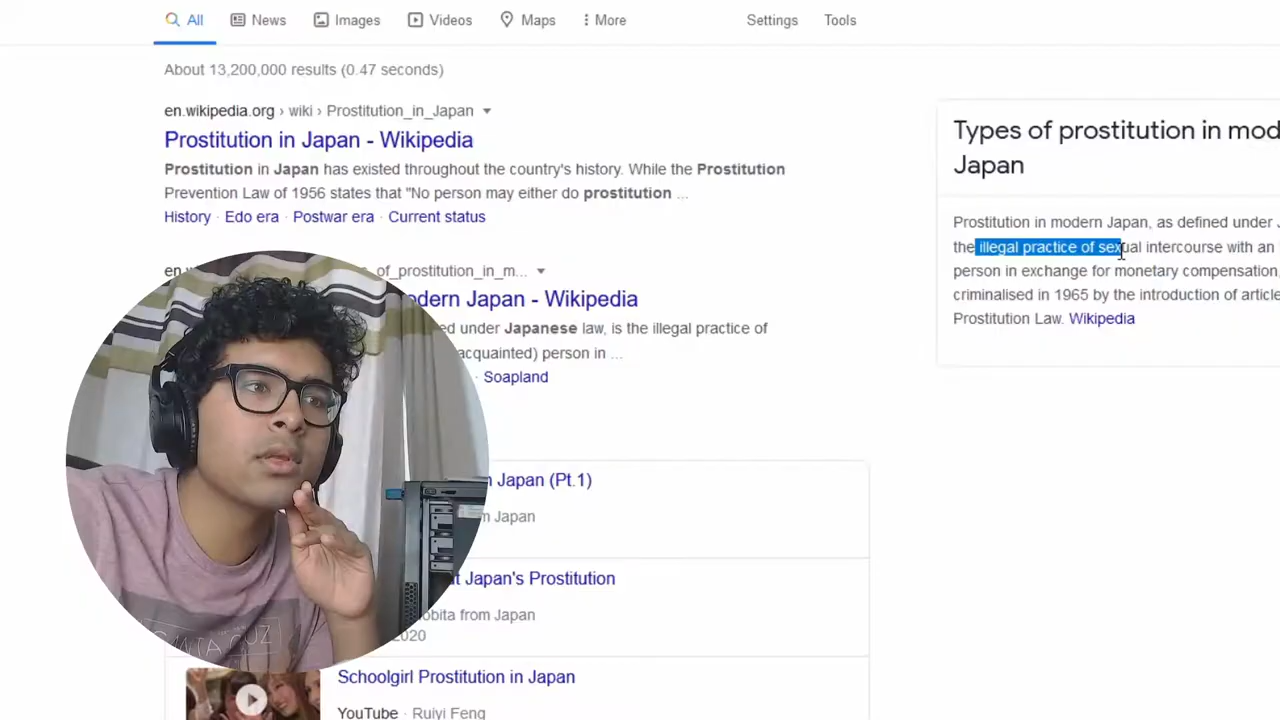 All News Images Videos Maps More Settings Tools
About 13,200,000 results (0.47 seconds)
en.wikipedia.org › wiki › Prostitution_in_Japan
Prostitution in Japan - Wikipedia
Prostitution in Japan has existed throughout the country's history. While the Prostitution
Prevention Law of 1956 states that "No person may either do prostitution ...
History · Edo era · Postwar era · Current status
en.w
_of_prostitution_in_m...
dern Japan - Wikipedia
ed under Japanese law, is the illegal practice of
acquainted) person in ...
· Soapland
Japan (Pt.1)
from Japan
Japan's Prostitution
obita from Japan
2020
Schoolgirl Prostitution in Japan
YouTube · Ruiyi Feng
SANTA CRUZ
Types of prostitution in mod
Japan
Prostitution in modern Japan, as defined under J
the illegal practice of sexual intercourse with an
person in exchange for monetary compensation,
criminalised in 1965 by the introduction of article
Prostitution Law. Wikipedia